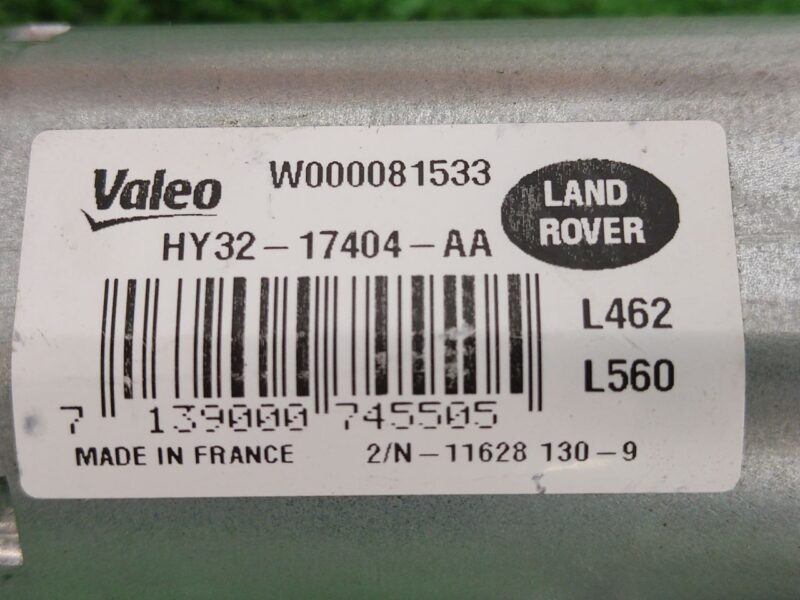 Valeo W000081533
LAND
ROVER
HY32-17404-AA
L462
L560
7 139000 745505
MADE IN FRANCE 2/N-11628 130-9